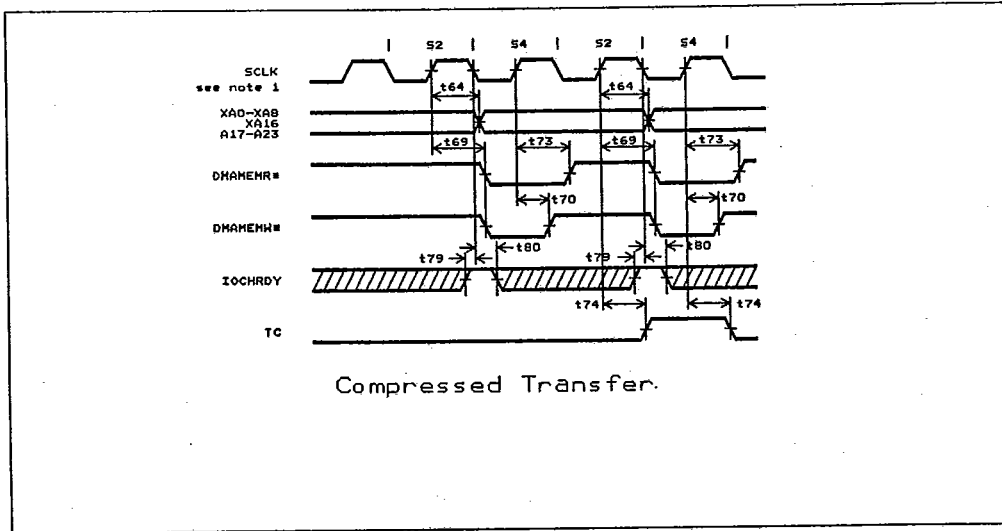 S2 S4 S2 S4
SCLK
see note 1
t64 t64
XA0-XA8
XA16
A17-A23
t69 t73 t69 t73
DMAMEMR#
t70 t70
DMAMEMW#
t80 t80
t79 t79
IOCHRDY
t74 t74
TC
Compressed Transfer.